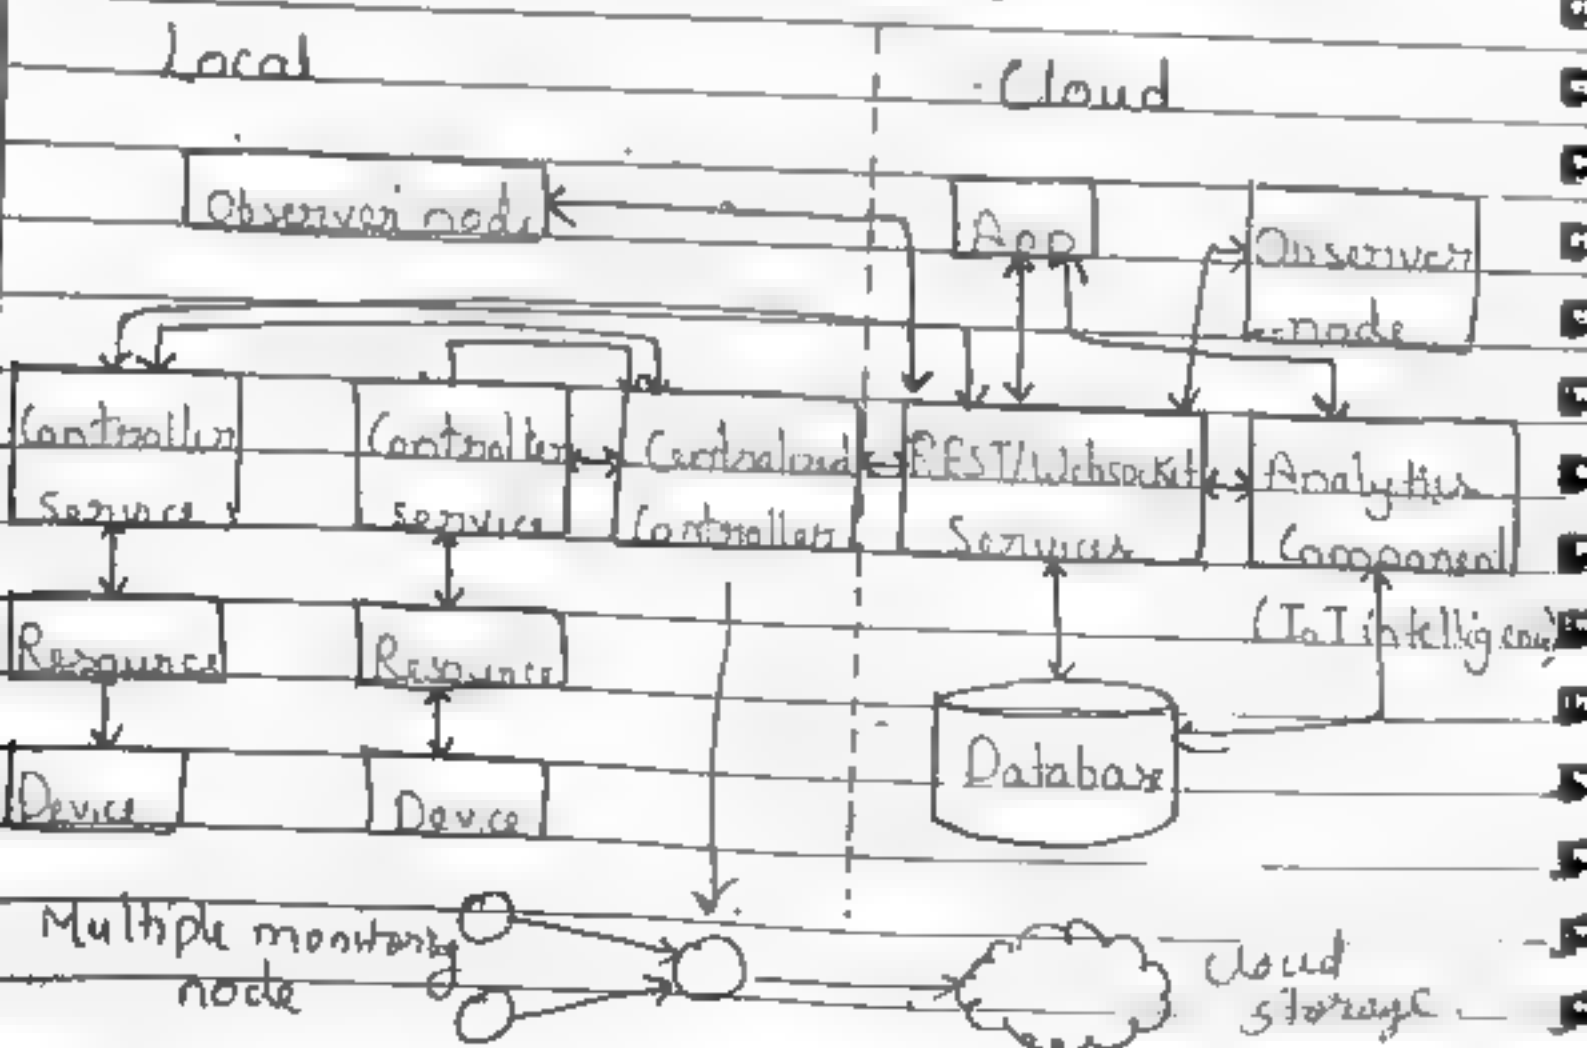 Local
Cloud
Observer node
App
Onserver
node
Controller
Service
Controller
Service
Centralized
Controller
REST/Websocket
Services
Analytics
Component
(IoT intelligence)
Resource
Resource
Device
Device
Database
Multiple monitoring
node
Cloud
storage